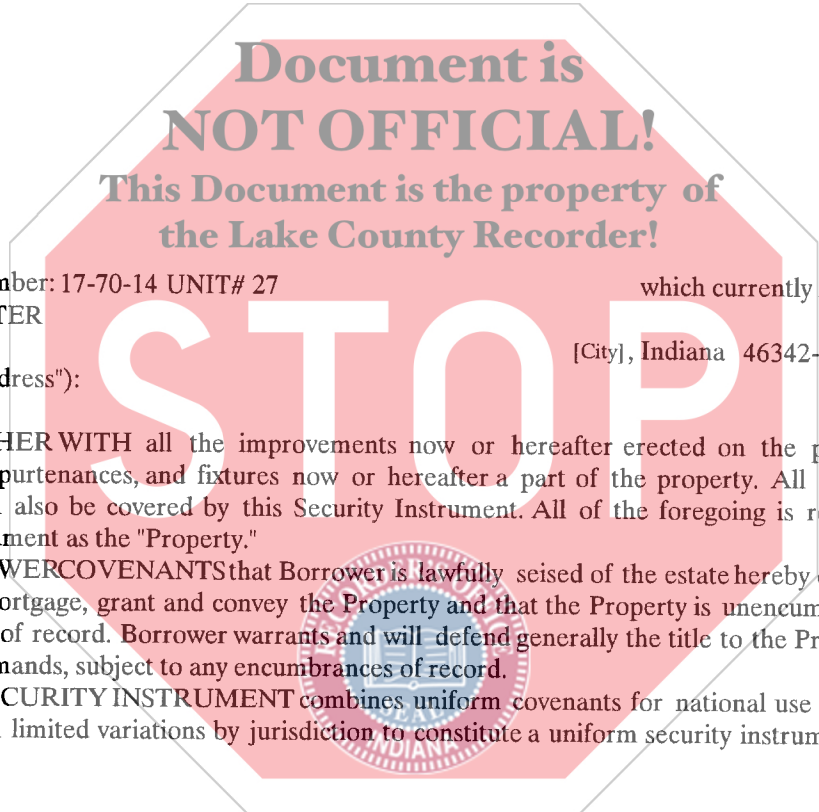 Document is
NOT OFFICIAL!
This Document is the property of
the Lake County Recorder!
mber: 17-70-14 UNIT# 27 which currently
TER
[City], Indiana 46342-
dress"):
STOP
HER WITH all the improvements now or hereafter erected on the p
purtenances, and fixtures now or hereafter a part of the property. All
also be covered by this Security Instrument. All of the foregoing is re
ment as the "Property."
WERCOVENANTS that Borrower is lawfully seised of the estate hereby
ortgage, grant and convey the Property and that the Property is unencum
of record. Borrower warrants and will defend generally the title to the Pr
mands, subject to any encumbrances of record.
CURITY INSTRUMENT combines uniform covenants for national use
limited variations by jurisdiction to constitute a uniform security instrum
SEAL
INDIANA